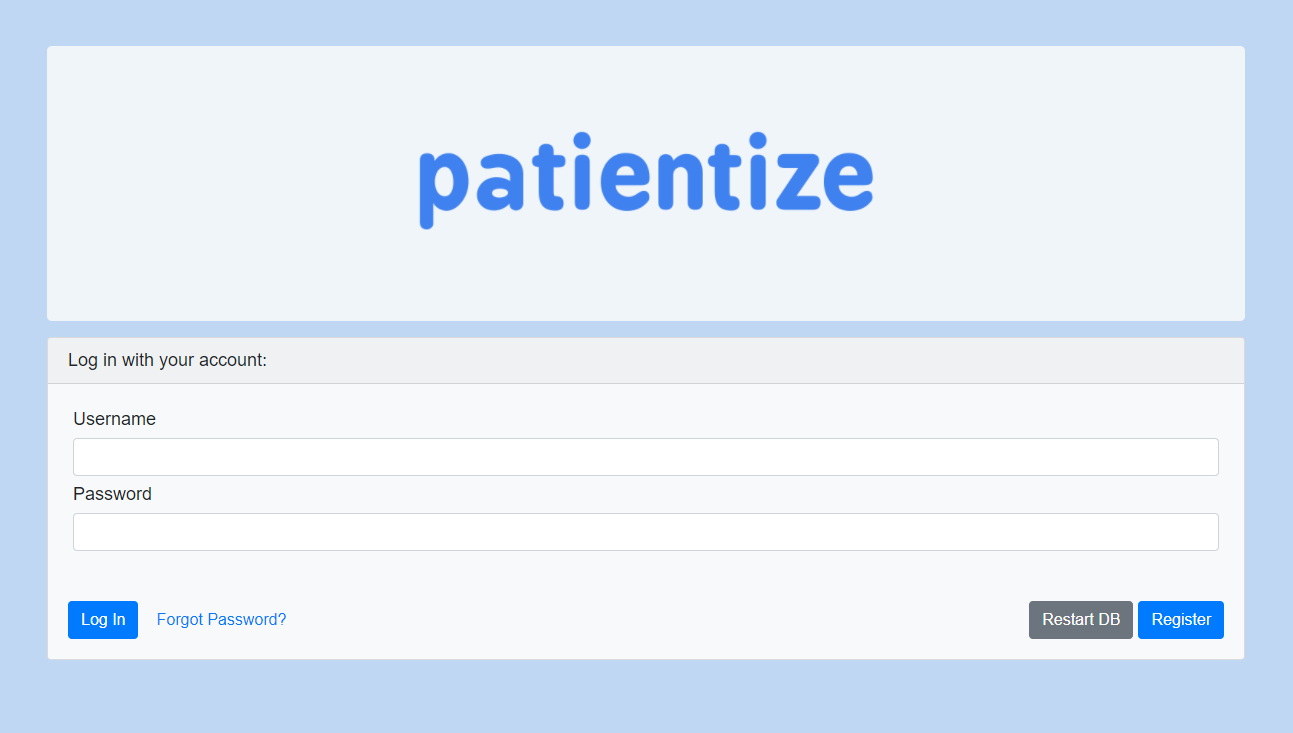 patientize
Log in with your account:
Username
Password
Log In Forgot Password? Restart DB Register